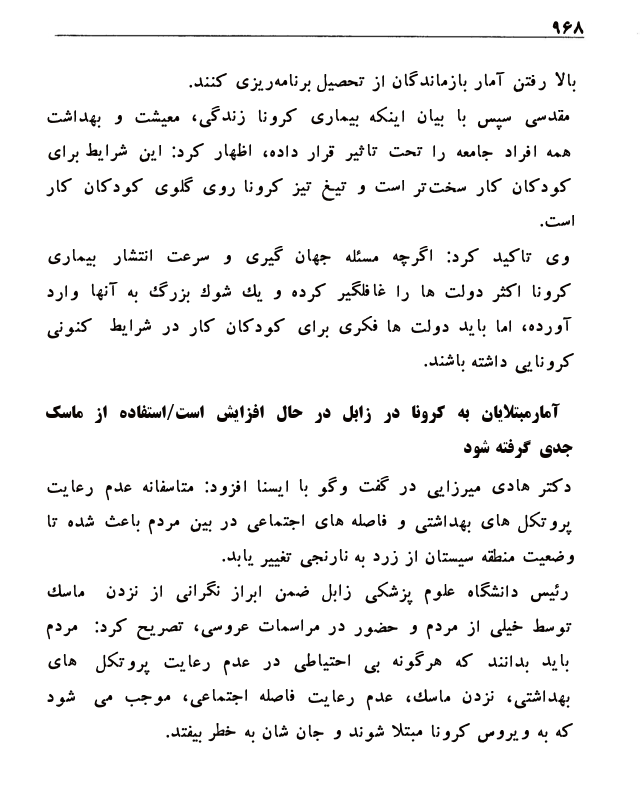 ۹۶۸
بالا رفتن آمار بازماندگان از تحصیل برنامه‌ریزی کنند.
مقدسی سپس با بیان اینکه بیماری کرونا زندگی، معیشت و بهداشت
همه افراد جامعه را تحت تاثیر قرار داده، اظهار کرد: این شرایط برای
کودکان کار سخت‌تر است و تیغ تیز کرونا روی گلوی کودکان کار
است.
وی تاکید کرد: اگرچه مسئله جهان گیری و سرعت انتشار بیماری
کرونا اکثر دولت ها را غافلگیر کرده و یك شوك بزرگ به آنها وارد
آورده، اما باید دولت ها فکری برای کودکان کار در شرایط کنونی
کرونایی داشته باشند.
آمارمبتلایان به کرونا در زابل در حال افزایش است/استفاده از ماسک
جدی گرفته شود
دکتر هادی میرزایی در گفت وگو با ایسنا افزود: متاسفانه عدم رعایت
پروتکل های بهداشتی و فاصله های اجتماعی در بین مردم باعث شده تا
وضعیت منطقه سیستان از زرد به نارنجی تغییر یابد.
رئیس دانشگاه علوم پزشکی زابل ضمن ابراز نگرانی از نزدن ماسك
توسط خیلی از مردم و حضور در مراسمات عروسی، تصریح کرد: مردم
باید بدانند که هرگونه بی احتیاطی در عدم رعایت پروتکل های
بهداشتی، نزدن ماسك، عدم رعایت فاصله اجتماعی، موجب می شود
که به ویروس کرونا مبتلا شوند و جان شان به خطر بیفتد.